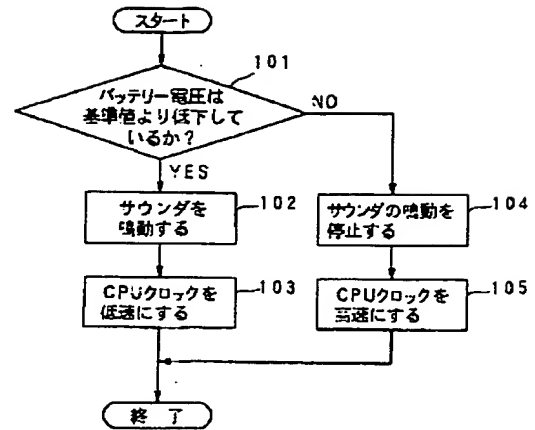 スタート
101
バッテリー電圧は
基準値より低下して
いるか?
NO
YES
サウンダを
鳴動する
102
サウンダの鳴動を
停止する
104
CPUクロックを
低速にする
103
CPUクロックを
高速にする
105
終了